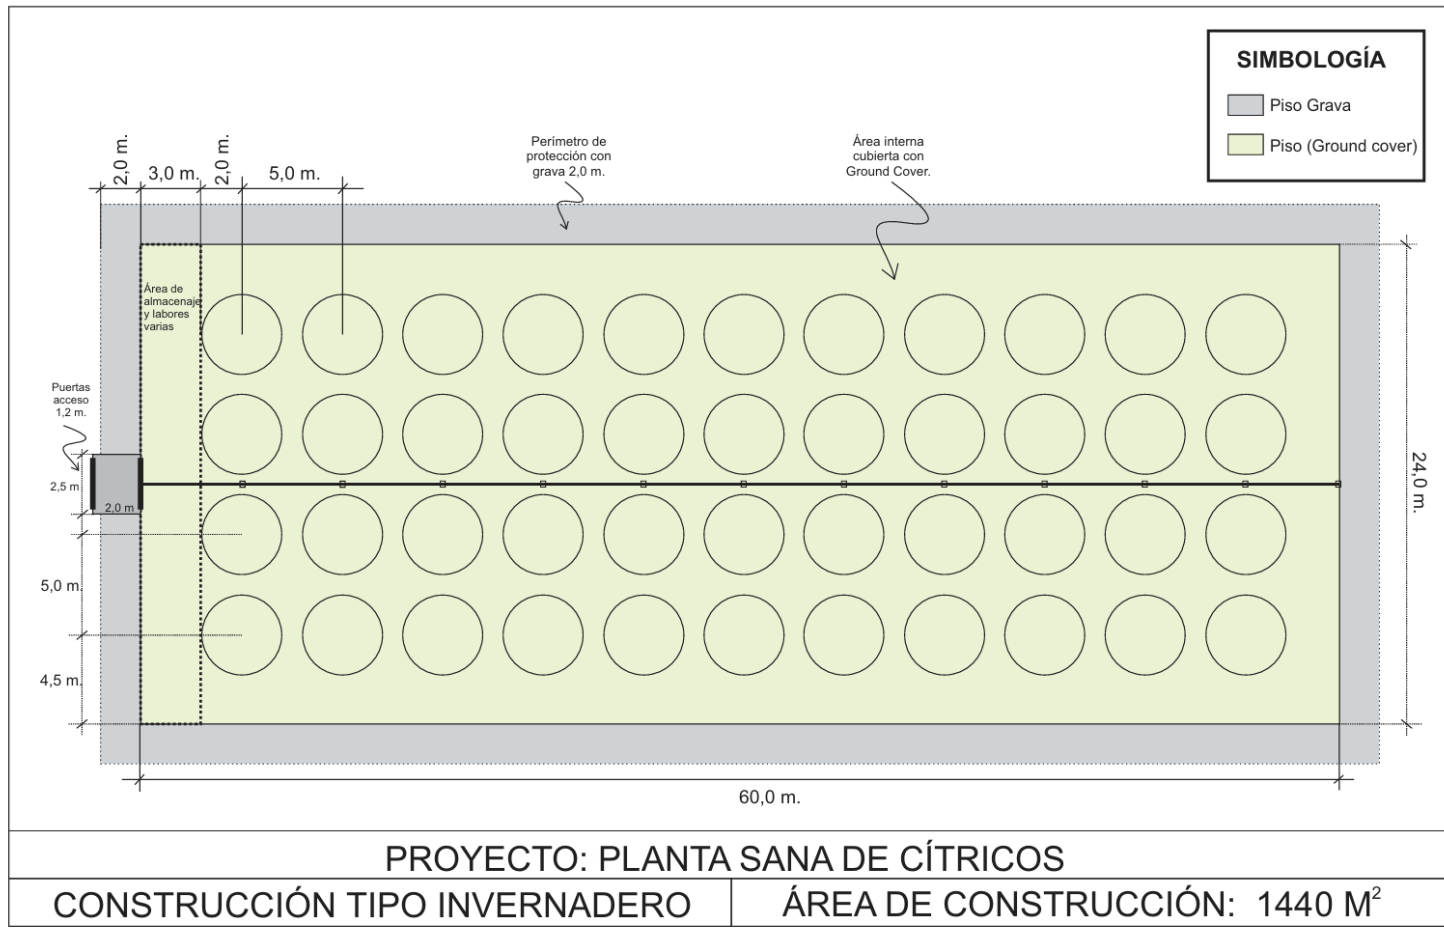 SIMBOLOGÍA
Piso Grava
Piso (Ground cover)
2,0 m.
3,0 m.
2,0 m.
5,0 m.
Perímetro de
protección con
grava 2,0 m.
Área interna
cubierta con
Ground Cover.
Área de
almacenaje
y labores
varias
Puertas
acceso
1,2 m.
2,5 m
2,0 m
5,0 m.
4,5 m.
24,0 m.
60,0 m.
PROYECTO: PLANTA SANA DE CÍTRICOS
CONSTRUCCIÓN TIPO INVERNADERO
ÁREA DE CONSTRUCCIÓN: 1440 M²